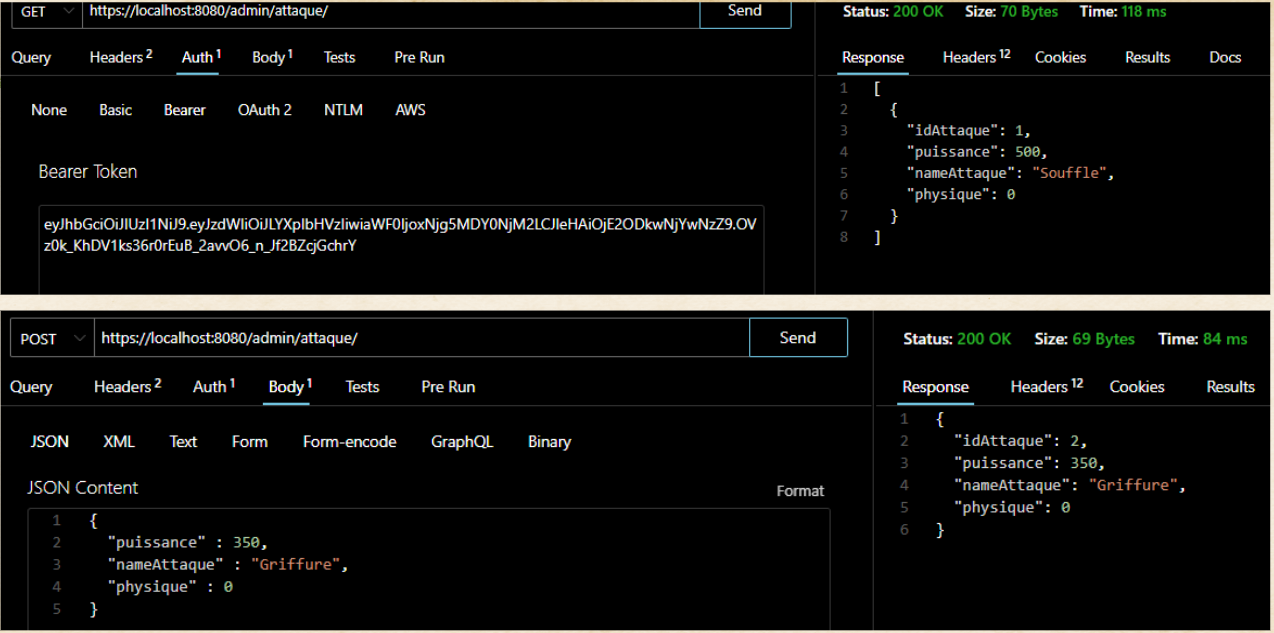 GET https://localhost:8080/admin/attaque/ Send Status: 200 OK Size: 70 Bytes Time: 118 ms
Query Headers 2 Auth 1 Body 1 Tests Pre Run Response Headers 12 Cookies Results Docs
None Basic Bearer OAuth 2 NTLM AWS
Bearer Token
1 [
2 {
3 "idAttaque": 1,
4 "puissance": 500,
5 "nameAttaque": "Souffle",
6 "physique": 0
7 }
8 ]
POST https://localhost:8080/admin/attaque/ Send Status: 200 OK Size: 69 Bytes Time: 84 ms
Query Headers 2 Auth 1 Body 1 Tests Pre Run Response Headers 12 Cookies Results
JSON XML Text Form Form-encode GraphQL Binary
JSON Content Format
1 {
2 "puissance" : 350,
3 "nameAttaque" : "Griffure",
4 "physique" : 0
5 }
1 {
2 "idAttaque": 2,
3 "puissance": 350,
4 "nameAttaque": "Griffure",
5 "physique": 0
6 }